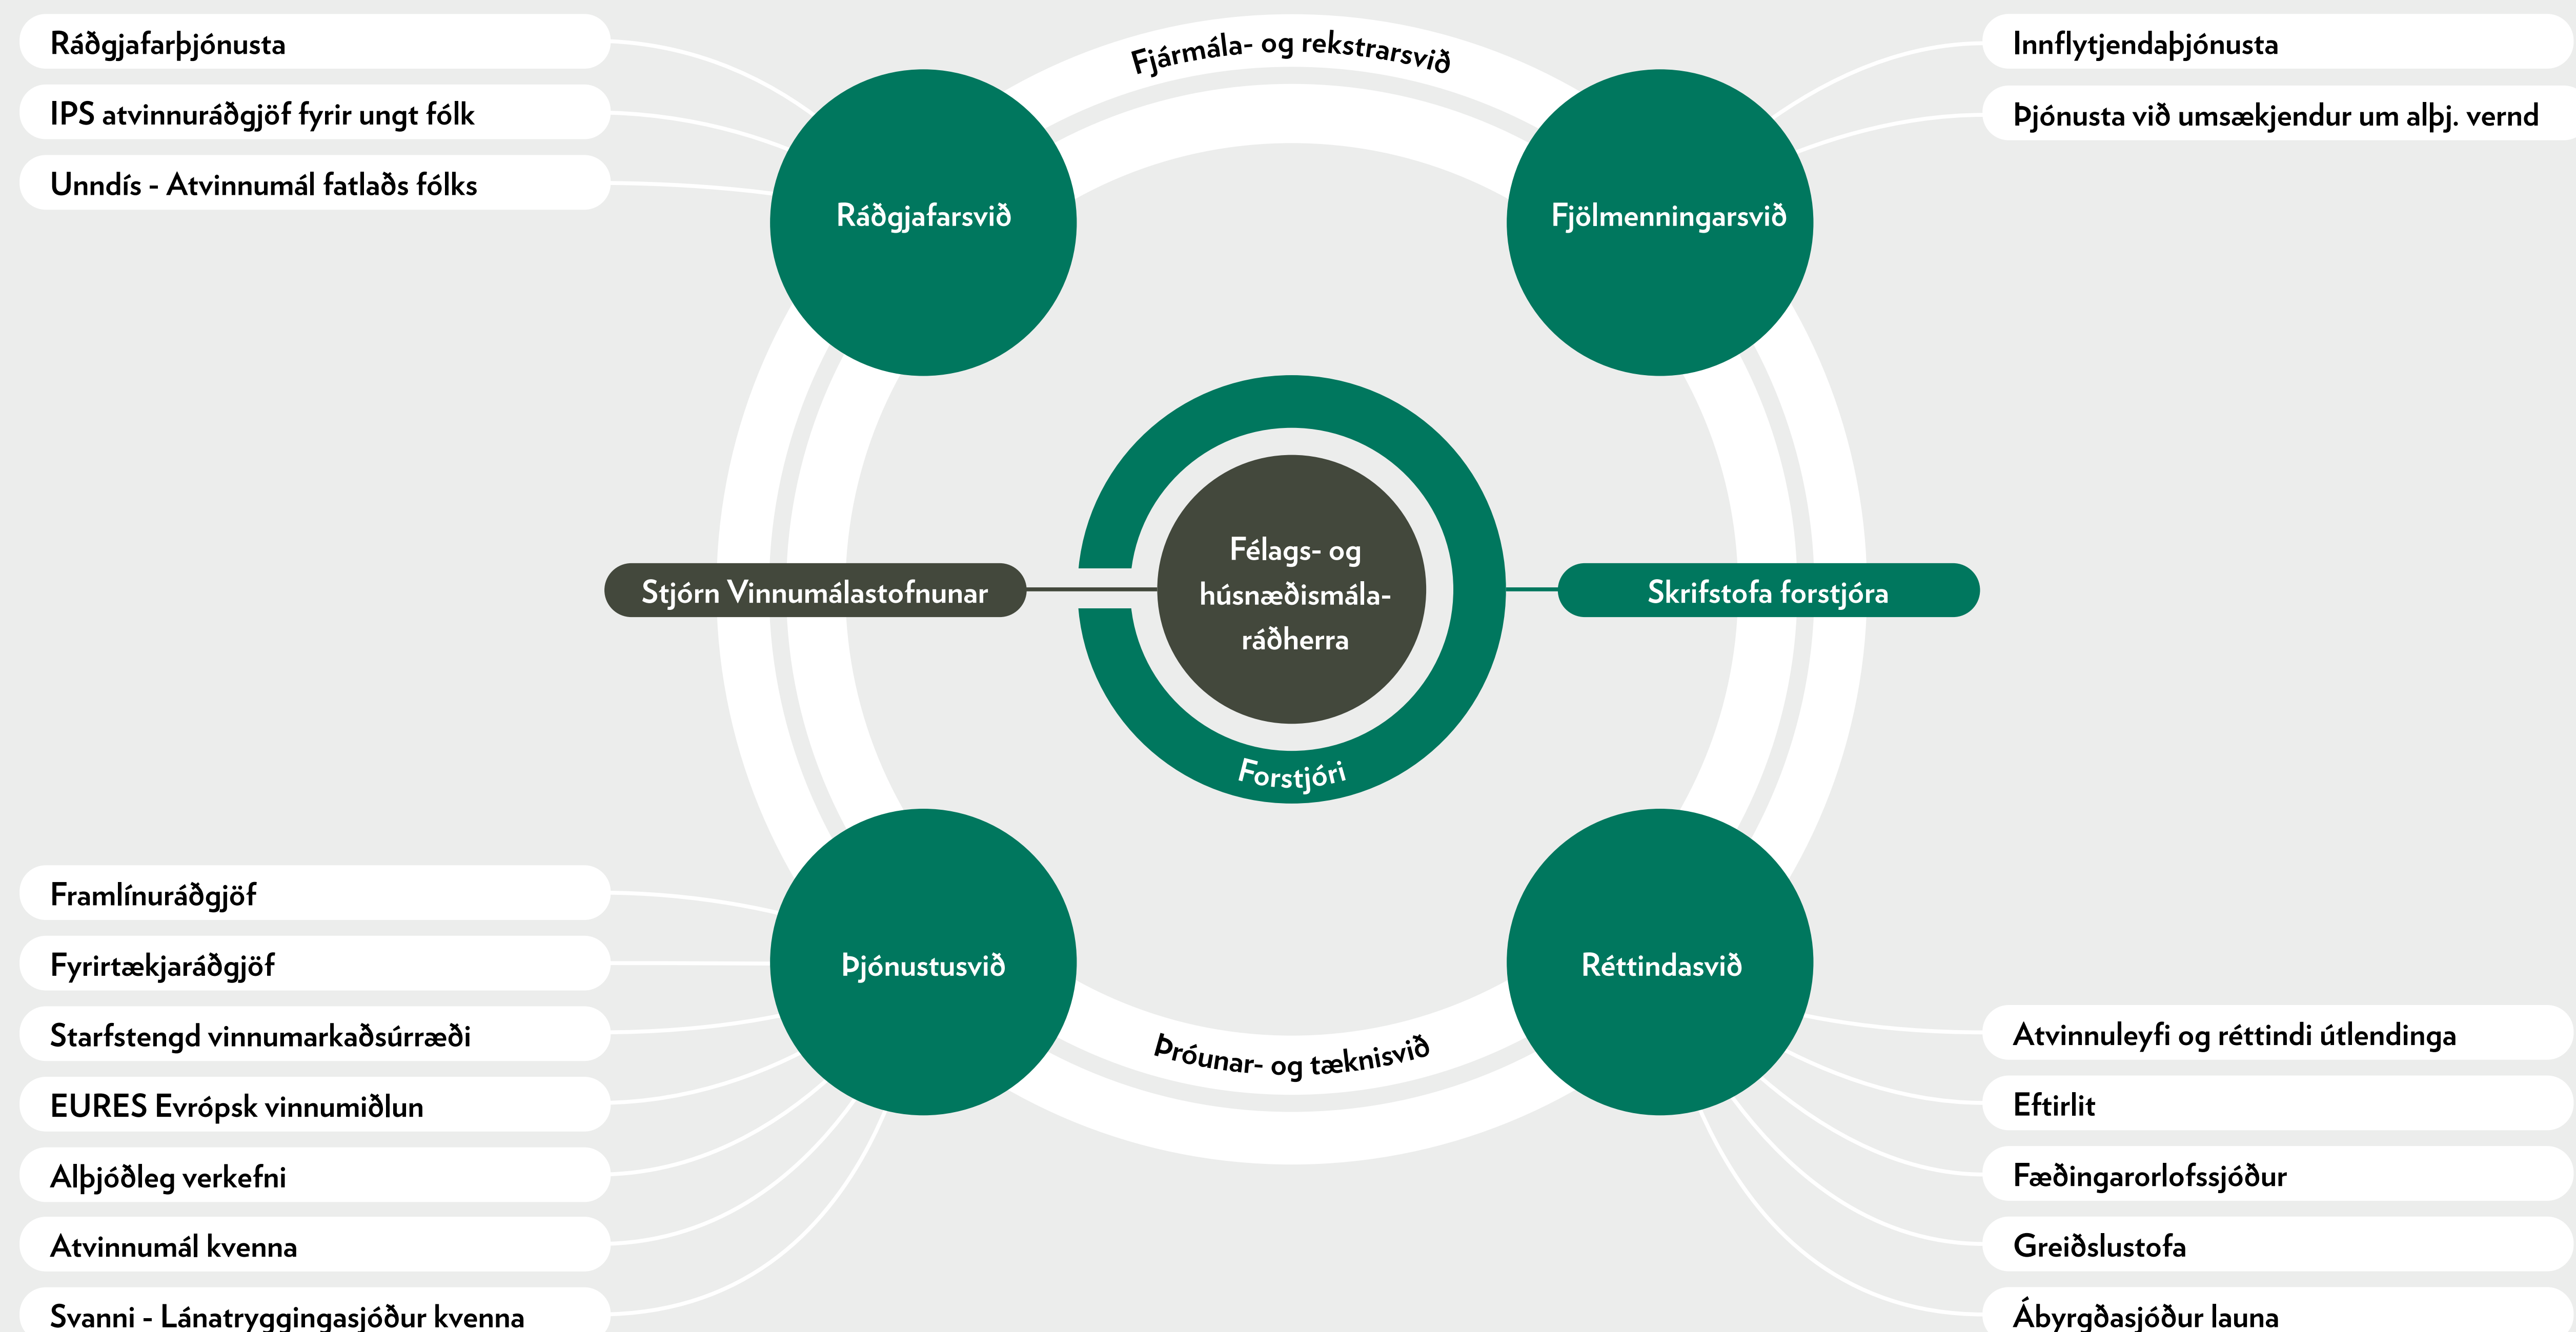 Ráðgjafarþjónusta
IPS atvinnuráðgjöf fyrir ungt fólk
Unndís - Atvinnumál fatlaðs fólks
Fjármála- og rekstrarsvið
Innflytjendaþjónusta
Þjónusta við umsækjendur um alþj. vernd
Ráðgjafarsvið
Fjölmenningarsvið
Stjórn Vinnumálastofnunar
Félags- og
húsnæðismála-
ráðherra
Skrifstofa forstjóra
Forstjóri
Framlínuráðgjöf
Fyrirtækjaráðgjöf
Starfstengd vinnumarkaðsúrræði
EURES Evrópsk vinnumiðlun
Alþjóðleg verkefni
Atvinnumál kvenna
Svanni - Lánatryggingasjóður kvenna
Þjónustusvið
Réttindasvið
Þróunar- og tæknisvið
Atvinnuleyfi og réttindi útlendinga
Eftirlit
Fæðingarorlofssjóður
Greiðslustofa
Ábyrgðasjóður launa